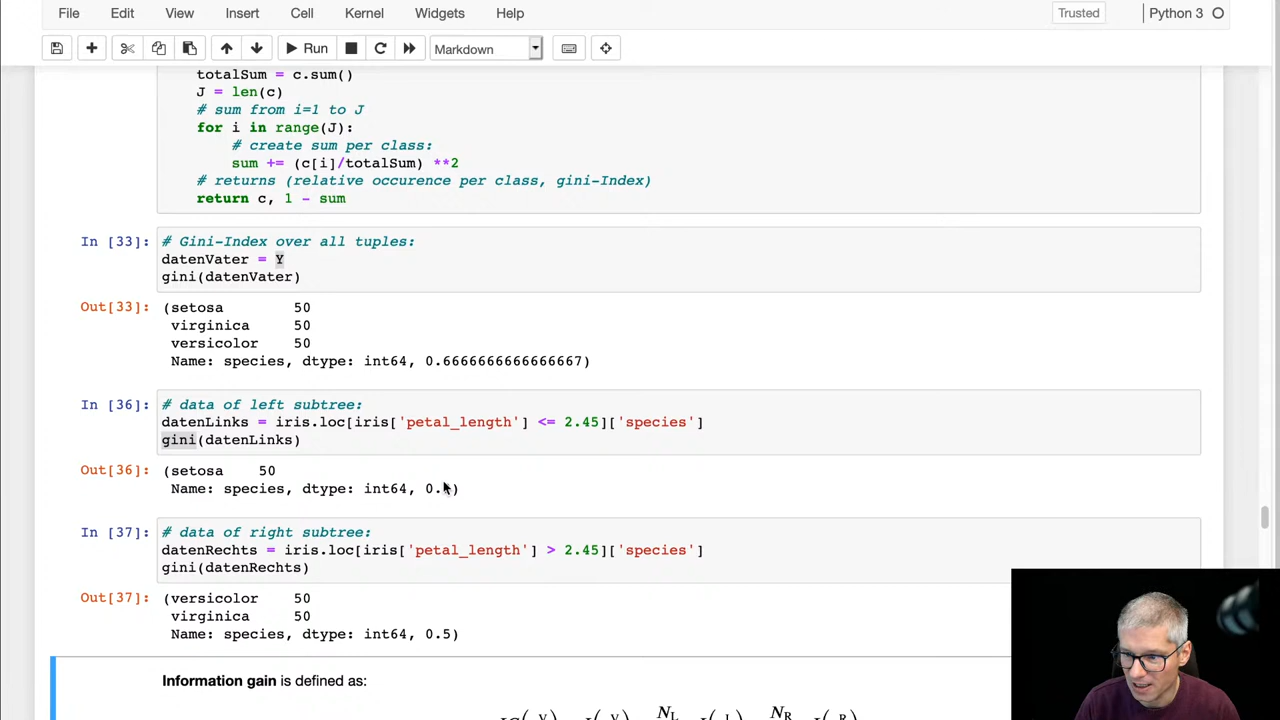 File Edit View Insert Cell Kernel Widgets Help Trusted Python 3
Run Markdown
totalSum = c.sum()
J = len(c)
# sum from i=1 to J
for i in range(J):
# create sum per class:
sum += (c[i]/totalSum) **2
# returns (relative occurence per class, gini-Index)
return c, 1 - sum
In [33]: # Gini-Index over all tuples:
datenVater = Y
gini(datenVater)
Out[33]: (setosa 50
virginica 50
versicolor 50
Name: species, dtype: int64, 0.6666666666666667)
In [36]: # data of left subtree:
datenLinks = iris.loc[iris['petal_length'] <= 2.45]['species']
gini(datenLinks)
Out[36]: (setosa 50
Name: species, dtype: int64,
In [37]: # data of right subtree:
datenRechts = iris.loc[iris['petal_length'] > 2.45]['species']
gini(datenRechts)
Out[37]: (versicolor 50
virginica 50
Name: species, dtype: int64, 0.5)
Information gain is defined as: